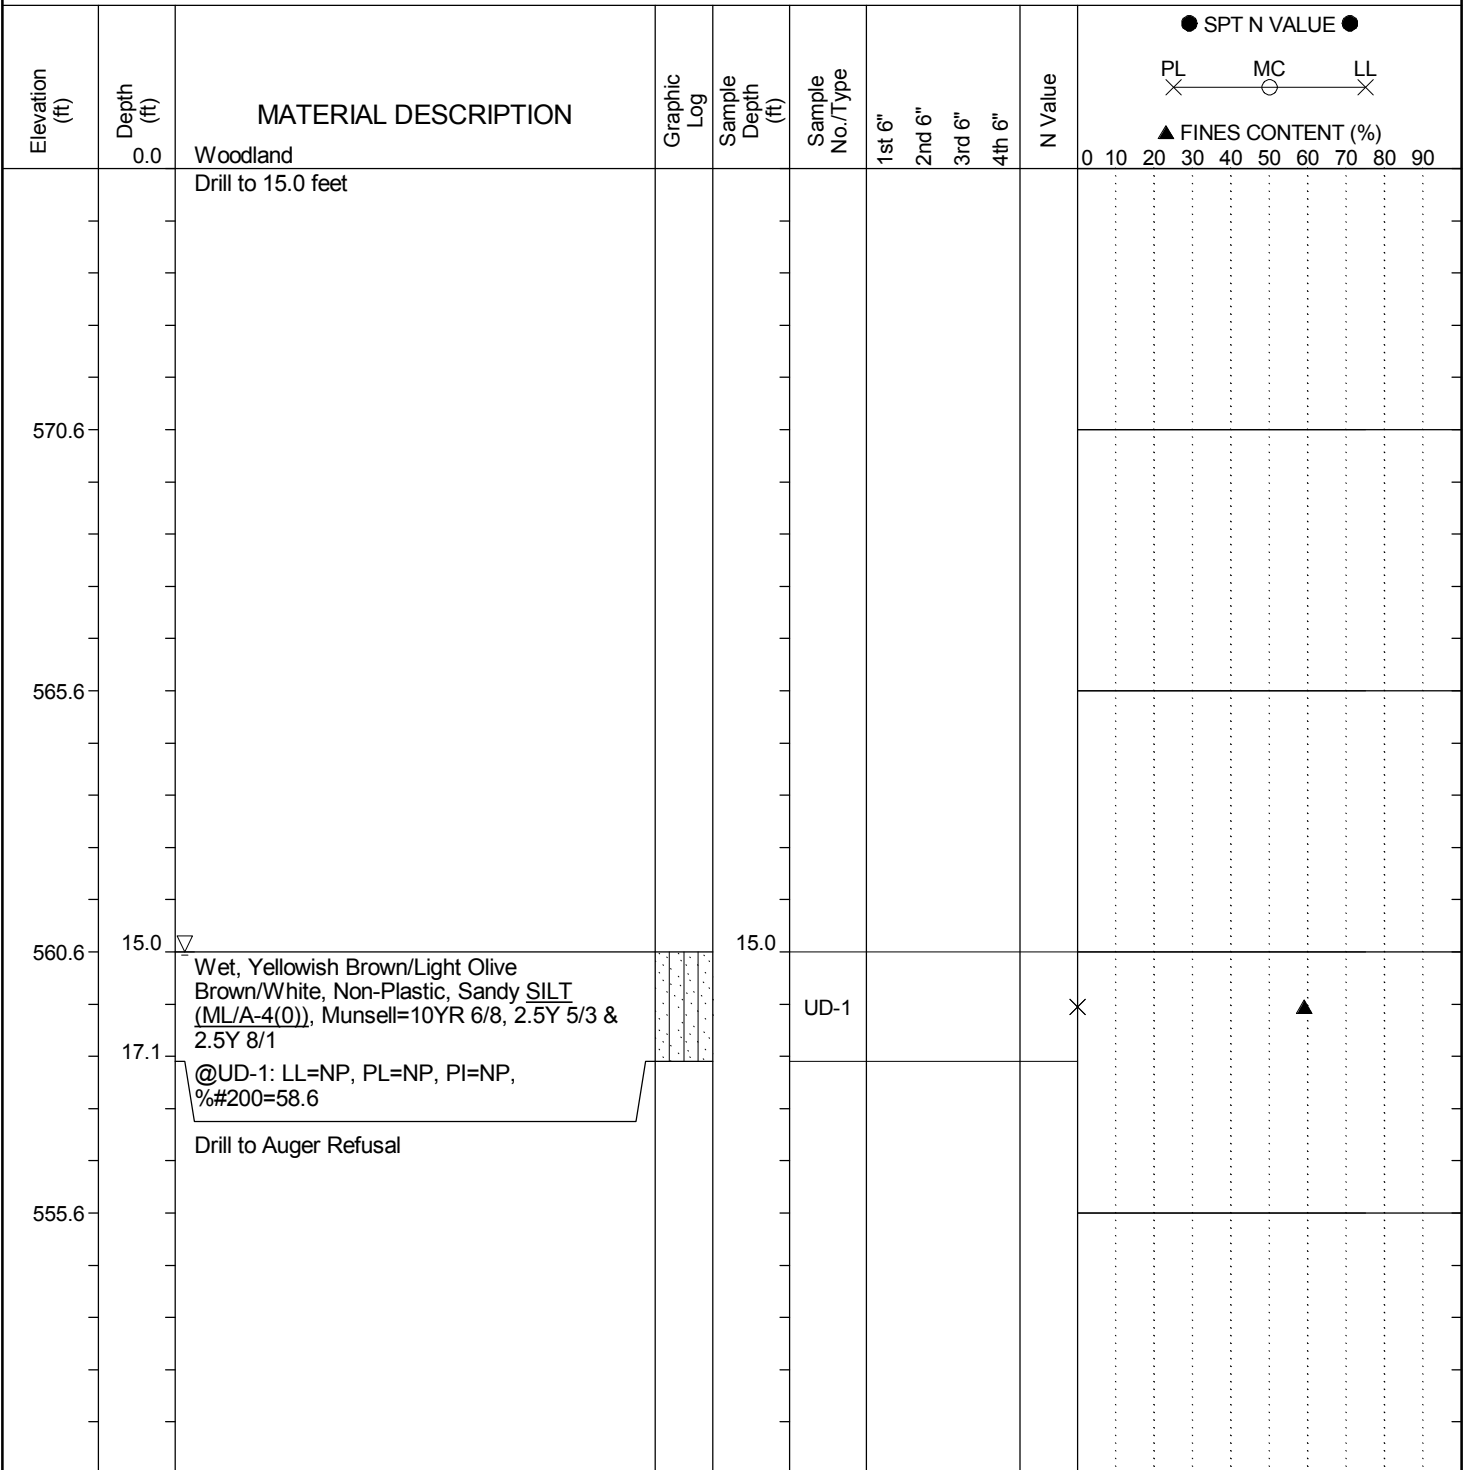 ● SPT N VALUE ●
PL MC LL
▲ FINES CONTENT (%)
0 10 20 30 40 50 60 70 80 90
Elevation
(ft)
Depth
(ft)
0.0
MATERIAL DESCRIPTION
Woodland
Graphic
Log
Sample
Depth
(ft)
Sample
No./Type
1st 6"
2nd 6"
3rd 6"
4th 6"
N Value
Drill to 15.0 feet
570.6
565.6
560.6
15.0
15.0
Wet, Yellowish Brown/Light Olive
Brown/White, Non-Plastic, Sandy SILT
(ML/A-4(0)), Munsell=10YR 6/8, 2.5Y 5/3 &
2.5Y 8/1
UD-1
17.1
@UD-1: LL=NP, PL=NP, PI=NP,
%#200=58.6
Drill to Auger Refusal
555.6